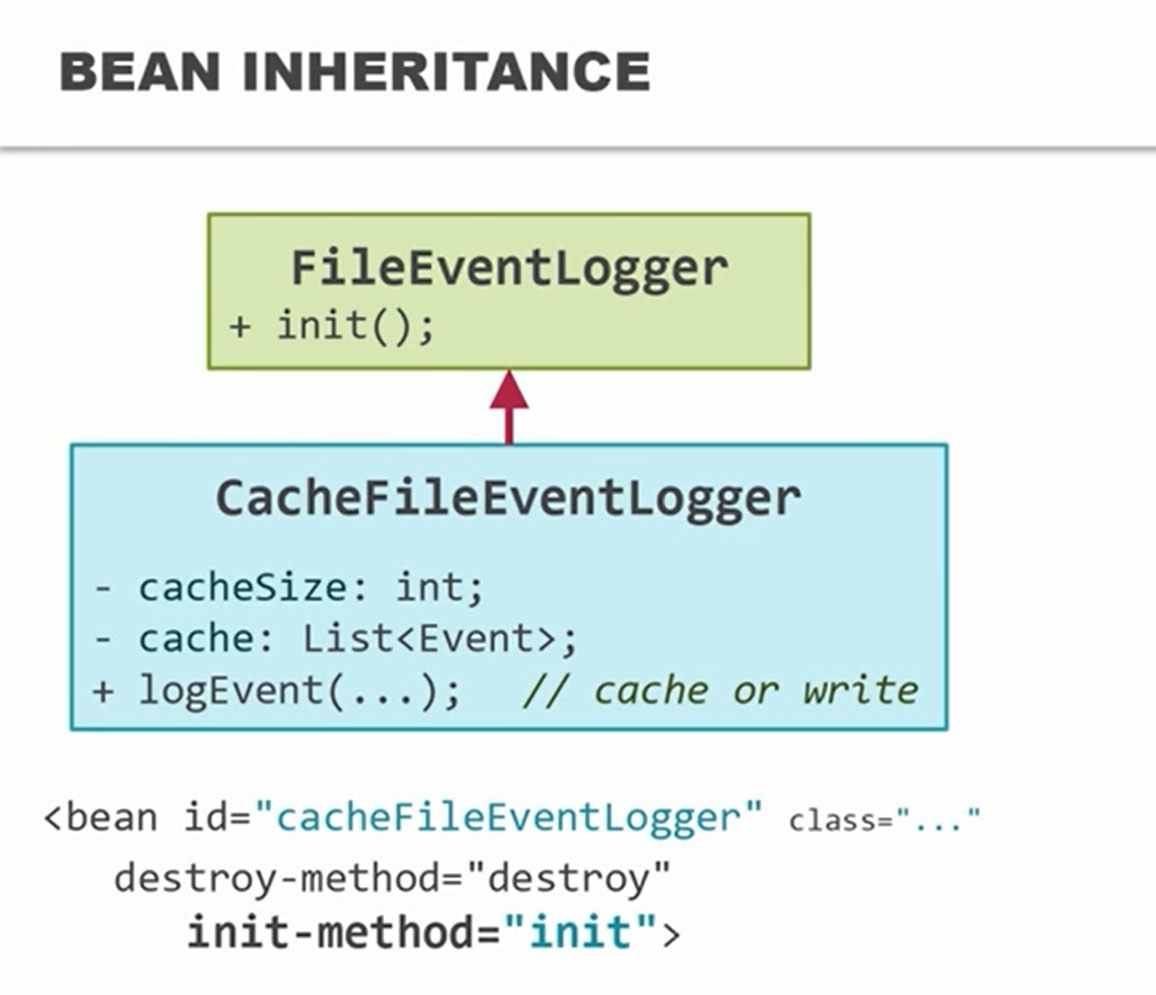 BEAN INHERITANCE
FileEventLogger
+ init();
CacheFileEventLogger
- cacheSize: int;
- cache: List<Event>;
+ logEvent(...);   // cache or write
<bean id="cacheFileEventLogger" class="..."
destroy-method="destroy"
init-method="init">